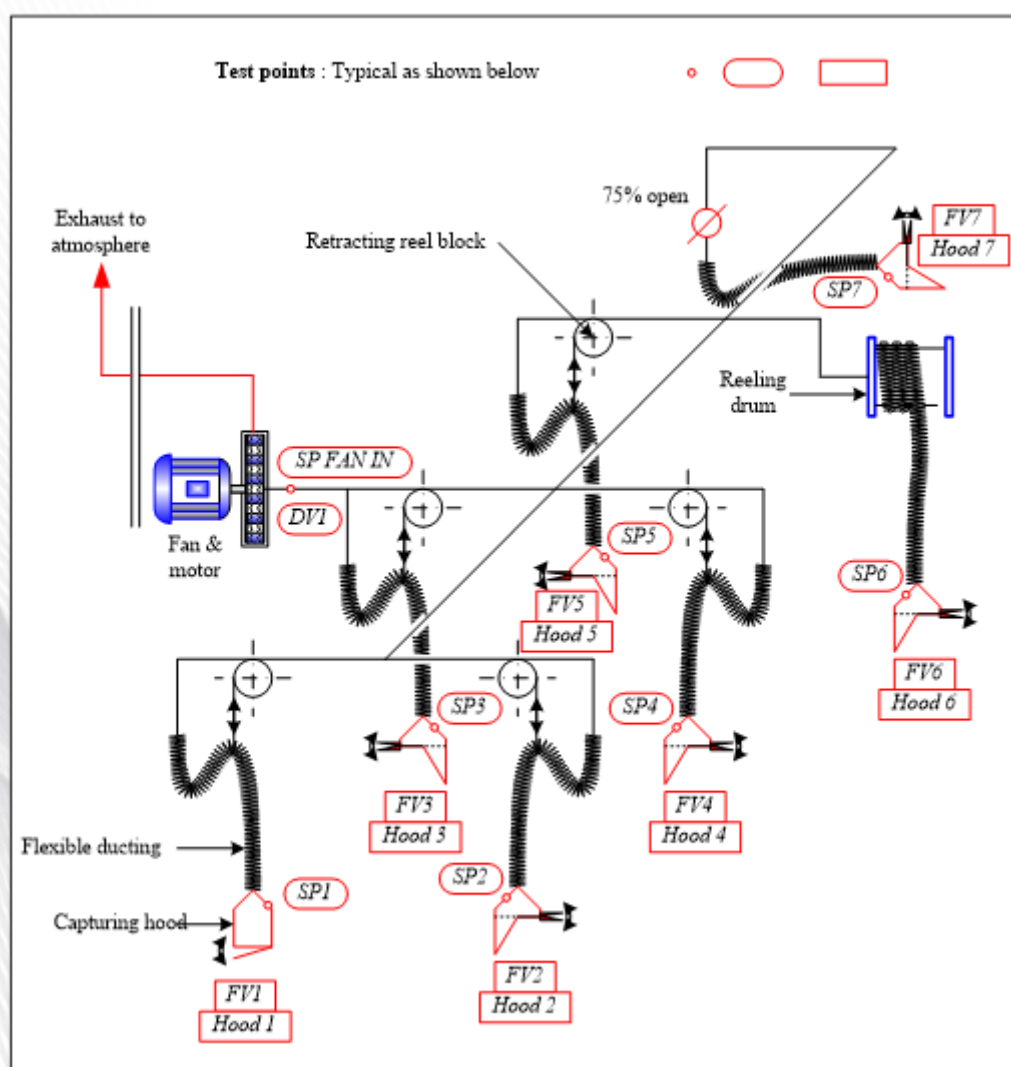 Test points : Typical as shown below
75% open
Exhaust to
atmosphere
Retracting reel block
FV7
Hood 7
SP7
Reeling
drum
SP FAN IN
DV1
Fan &
motor
SP5
SP6
FV5
Hood 5
FV6
Hood 6
SP3
SP4
FV3
Hood 3
FV4
Hood 4
Flexible ducting
SP1
SP2
Capturing hood
FV1
Hood 1
FV2
Hood 2